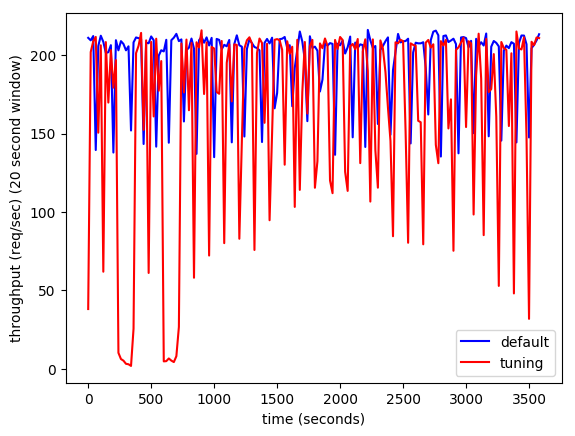 throughput (req/sec) (20 second window)
200
150
100
50
0
0 500 1000 1500 2000 2500 3000 3500
time (seconds)
default
tuning